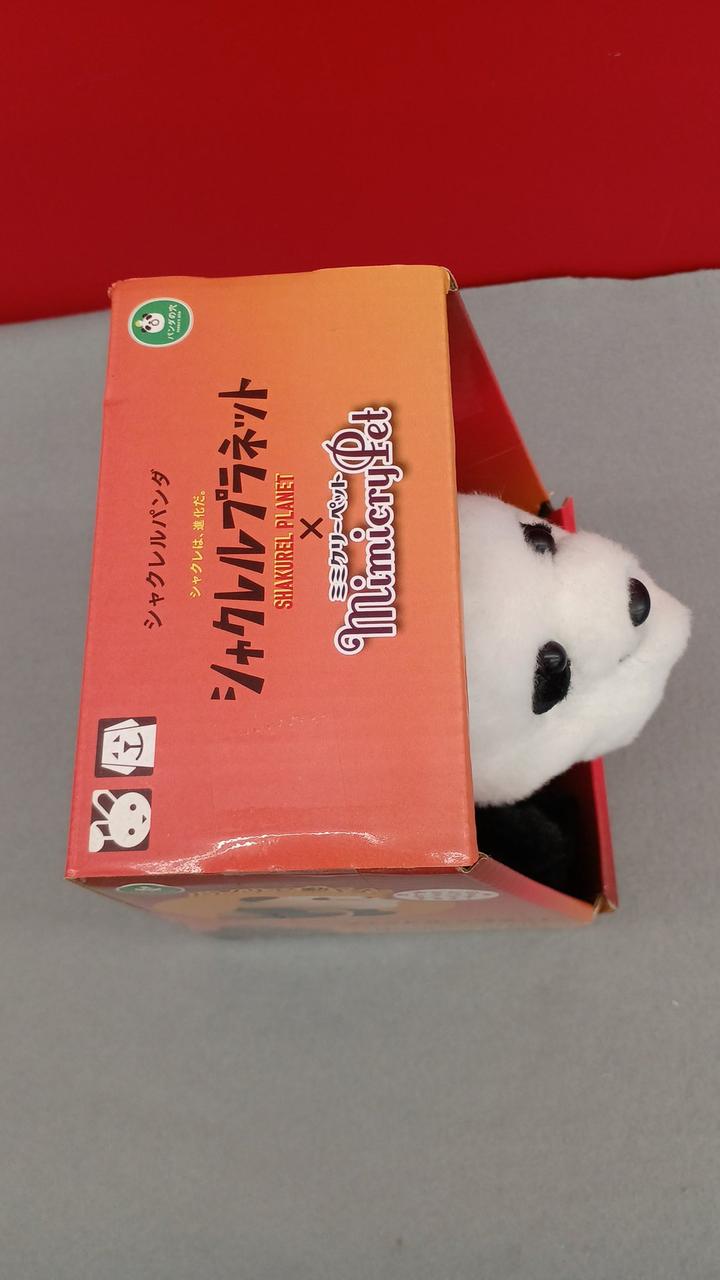 パンダの穴
シャクレルパンダ
シャクレは、進化だ。
シャクレルプラネット
SHAKUREL PLANET
×
ミミクリーペット
Mimicry Pet